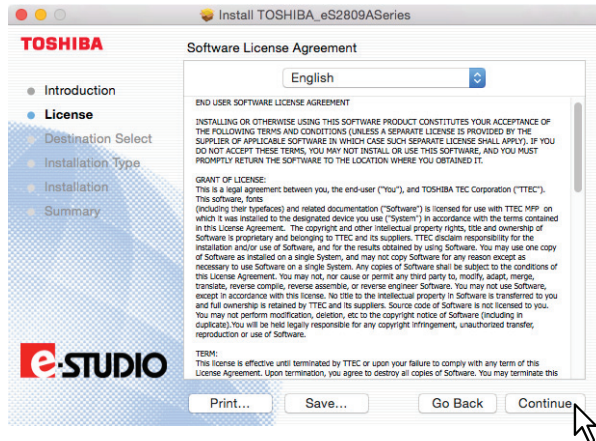 Install TOSHIBA_eS2809ASeries
TOSHIBA
Software License Agreement
English
Introduction
License
Destination Select
Installation Type
Installation
Summary
END USER SOFTWARE LICENSE AGREEMENT
INSTALLING OR OTHERWISE USING THIS SOFTWARE PRODUCT CONSTITUTES YOUR ACCEPTANCE OF
THE FOLLOWING TERMS AND CONDITIONS (UNLESS A SEPARATE LICENSE IS PROVIDED BY THE
SUPPLIER OF APPLICABLE SOFTWARE IN WHICH CASE SUCH SEPARATE LICENSE SHALL APPLY). IF YOU
DO NOT ACCEPT THESE TERMS, YOU MAY NOT INSTALL OR USE THIS SOFTWARE, AND YOU MUST
PROMPTLY RETURN THE SOFTWARE TO THE LOCATION WHERE YOU OBTAINED IT.
GRANT OF LICENSE:
This is a legal agreement between you, the end-user ("You"), and TOSHIBA TEC Corporation ("TTEC").
This software, fonts
(including their typefaces) and related documentation ("Software") is licensed for use with TTEC MFP on
which it was installed to the designated device you use ("System") in accordance with the terms contained
in this License Agreement. The copyright and other intellectual property rights, title and ownership of
Software is proprietary and belonging to TTEC and its suppliers. TTEC disclaim responsibility for the
installation and/or use of Software, and for the results obtained by using Software. You may use one copy
of Software as installed on a single System, and may not copy Software for any reason except as
necessary to use Software on a single System. Any copies of Software shall be subject to the conditions of
this License Agreement. You may not, nor cause or permit any third party to, modify, adapt, merge,
translate, reverse compile, reverse assemble, or reverse engineer Software. You may not use Software,
except in accordance with this license. No title to the intellectual property in Software is transferred to you
and full ownership is retained by TTEC and its suppliers. Source code of Software is not licensed to you.
You may not perform modification, deletion, etc to the copyright notice of Software (including in
duplicate).You will be held legally responsible for any copyright infringement, unauthorized transfer,
reproduction or use of Software.
TERM:
This license is effective until terminated by TTEC or upon your failure to comply with any term of this
License Agreement. Upon termination, you agree to destroy all copies of Software. You may terminate this
e-STUDIO
Print...
Save...
Go Back
Continue